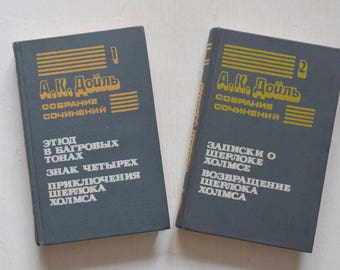 1
А.К. Дойль
СОБРАНИЕ
СОЧИНЕНИЙ
ЭТЮД
В БАГРОВЫХ
ТОНАХ
ЗНАК ЧЕТЫРЕХ
ПРИКЛЮЧЕНИЯ
ШЕРЛОКА
ХОЛМСА
2
А.К. Дойль
СОБРАНИЕ
СОЧИНЕНИЙ
ЗАПИСКИ О
ШЕРЛОКЕ
ХОЛМСЕ
ВОЗВРАЩЕНИЕ
ШЕРЛОКА
ХОЛМСА